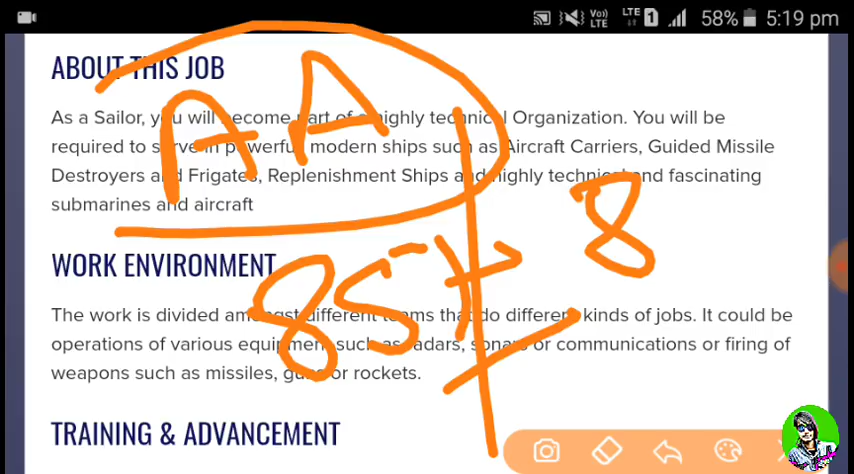 VoLTE LTE 1 58% 5:19 pm
ABOUT THIS JOB
As a Sailor, you will become part of a highly technical Organization. You will be
required to serve in powerful modern ships such as Aircraft Carriers, Guided Missile
Destroyers and Frigates, Replenishment Ships and highly technical and fascinating
submarines and aircraft
AA
8
85%
WORK ENVIRONMENT
The work is divided amongst different teams that do different kinds of jobs. It could be
operations of various equipment such as radars, sonars or communications or firing of
weapons such as missiles, guns or rockets.
TRAINING & ADVANCEMENT